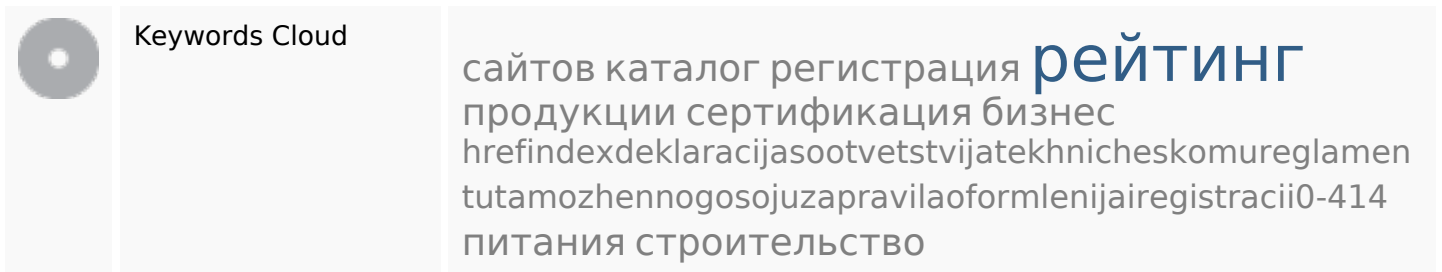 Keywords Cloud
сайтов каталог регистрация рейтинг
продукции сертификация бизнес
hrefindexdeklaracijasootvetstvijatekhnicheskomureglamen
tutamozhennogosojuzapravilaoformlenijairegistracii0-414
питания строительство